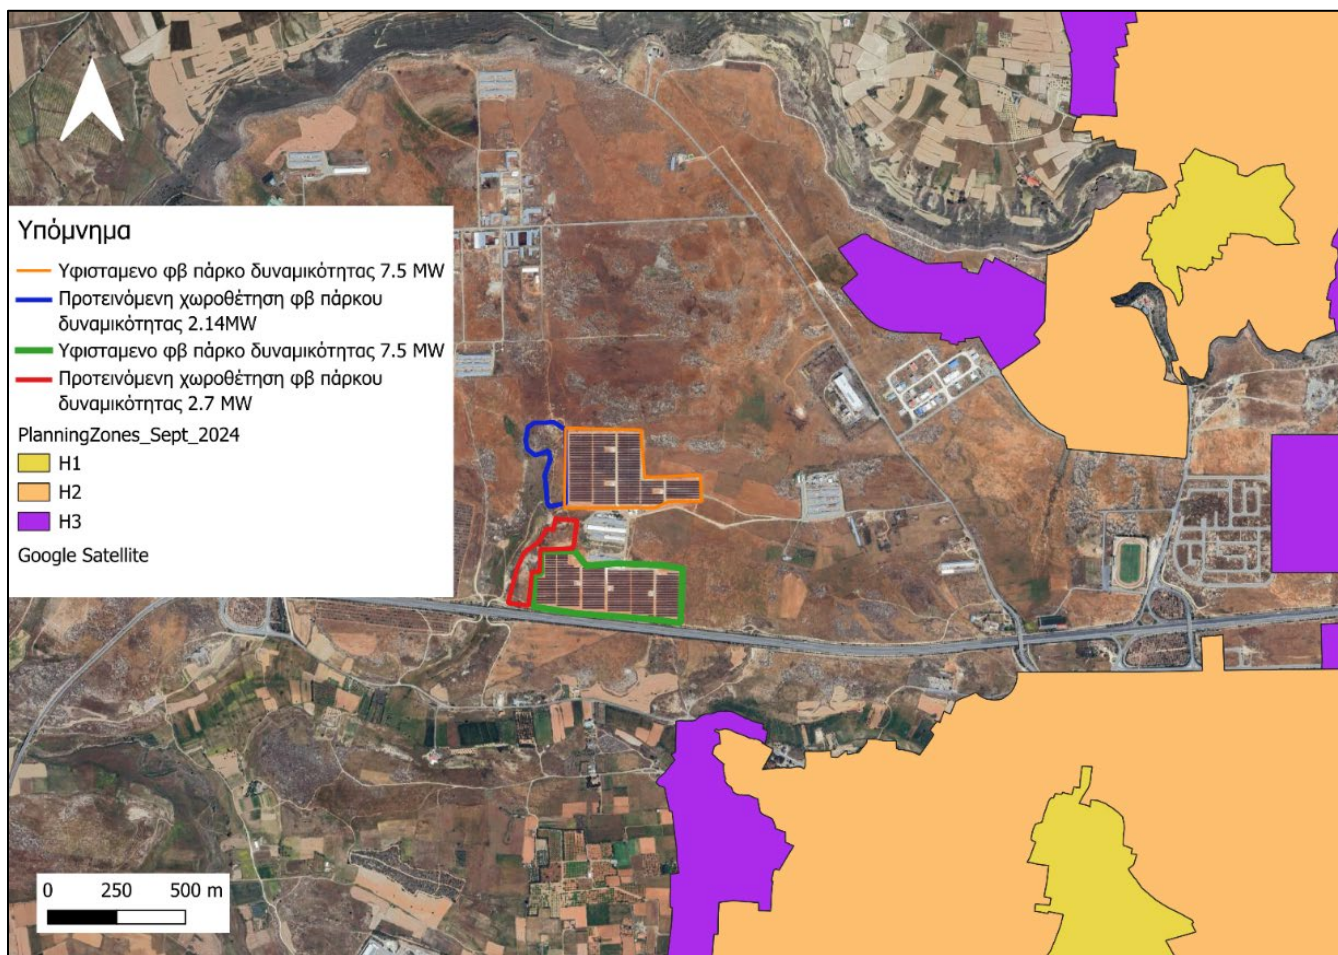 Υπόμνημα
Υφισταμενο φβ πάρκο δυναμικότητας 7.5 MW
Προτεινόμενη χωροθέτηση φβ πάρκου
δυναμικότητας 2.14MW
Υφισταμενο φβ πάρκο δυναμικότητας 7.5 MW
Προτεινόμενη χωροθέτηση φβ πάρκου
δυναμικότητας 2.7 MW
PlanningZones_Sept_2024
H1
H2
H3
Google Satellite
0 250 500 m